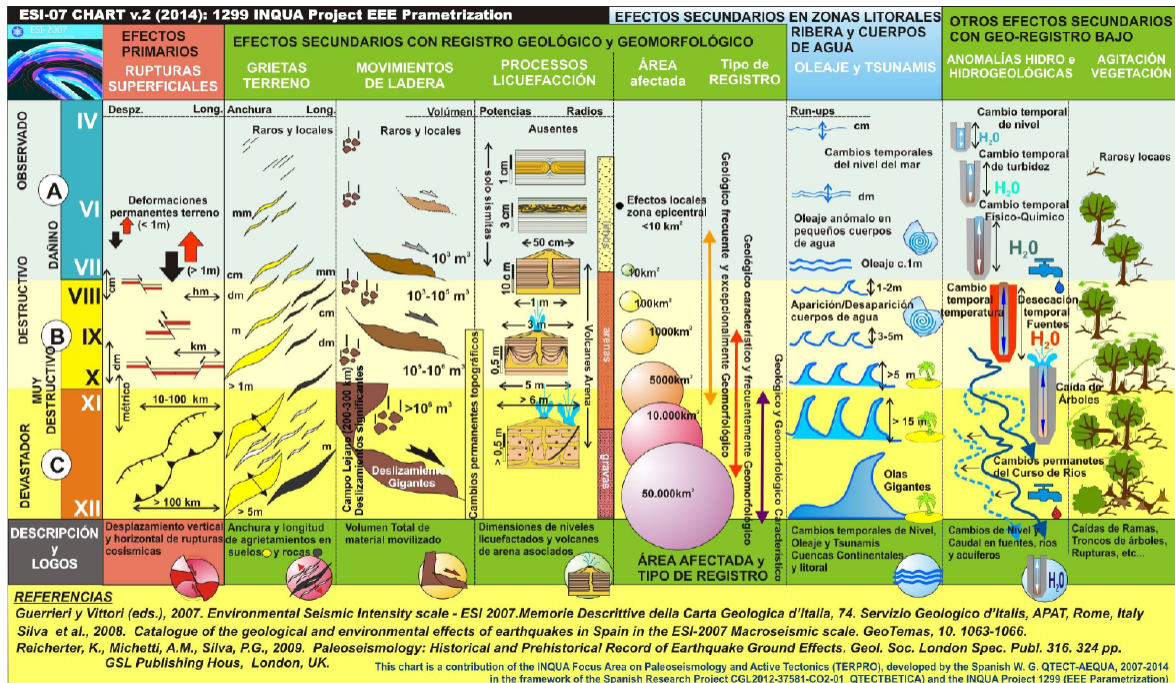 ESI-07 CHART v.2 (2014): 1299 INQUA Project EEE Prametrization
ESI-2007
EFECTOS
PRIMARIOS
RUPTURAS
SUPERFICIALES
EFECTOS SECUNDARIOS CON REGISTRO GEOLÓGICO y GEOMORFOLÓGICO
GRIETAS
TERRENO
MOVIMIENTOS
DE LADERA
PROCESSOS
LICUEFACCIÓN
ÁREA
afectada
Tipo de
REGISTRO
EFECTOS SECUNDARIOS EN ZONAS LITORALES
RIBERA y CUERPOS
DE AGUA
OLEAJE y TSUNAMIS
OTROS EFECTOS SECUNDARIOS
CON GEO-REGISTRO BAJO
ANOMALÍAS HIDRO e
HIDROGEOLÓGICAS
AGITACIÓN
VEGETACIÓN
OBSERVADO
DAÑINO
DESTRUCTIVO
MUY
DESTRUCTIVO
DEVASTADOR
A
B
C
IV
VI
VII
VIII
IX
X
XI
XII
Despz.
Long.
Deformaciones
permanentes terreno
(< 1m)
(> 1m)
cm
hm
dm
km
métrico
10-100 km
> 100 km
Anchura
Long.
Raros y locales
mm
cm
mm
dm
cm
m
dm
> 1m
m
> 5m
Volúmen
Raros y locales
10³ m³
10³-10⁵ m³
10⁵-10⁶ m³
>10⁶ m³
Campo Lejano (200-300 km)
Deslizamientos significantes
Deslizamientos
Gigantes
Potencias
Radios
Ausentes
solo sismitas
1 cm
3 cm
50 cm
10 cm
1 m
3 m
0,5 m
5 m
> 6 m
> 0,5 m
Cambios permanentes topográficos
Volcanes Arena
limos
arenas
gravas
Efectos locales
zona epicentral
<10 km²
10km²
100km²
1000km²
5000km²
10.000km²
50.000km²
Geológico frecuente y excepcionalmente Geomorfológico
Geológico característico y frecuentemente Geomorfológico
Geológico y Geomorfológico Característico
Run-ups
cm
Cambios temporales
del nivel del mar
dm
Oleaje anómalo en
pequeños cuerpos
de agua
Oleaje c.1m
1-2m
Aparición/Desaparición
cuerpos de agua
3-5m
>5 m
> 15 m
Olas
Gigantes
Cambio temporal
de nivel
H₂0
Cambio temporal
de turbidez
H₂0
Cambio temporal
Físico-Químico
H₂0
Cambio
temporal
temperatura
Desecación
temporal
Fuentes
H₂0
Caída de
Árboles
Cambios permanetes
del Curso de Ríos
Rarosy locaes
DESCRIPCIÓN
y
LOGOS
Desplazamiento vertical
y horizontal de rupturas
cosísmicas
Anchura y longitud
de agrietamientos en
suelos y rocas
Volumen Total de
material movilizado
Dimensiones de niveles
licuefactados y volcanes
de arena asociados
ÁREA AFECTADA y
TIPO DE REGISTRO
Cambios temporales de Nivel,
Oleaje y Tsunamis
Cuencas Continentales
y litoral
Cambios de Nivel y
Caudal en fuentes, ríos
y acuíferos
H₂0
Caídas de Ramas,
Troncos de árboles,
Rupturas, etc...
REFERENCIAS
Guerrieri y Vittori (eds.), 2007. Environmental Seismic Intensity scale - ESI 2007.Memorie Descrittive della Carta Geologica d'Italia, 74. Servizio Geologico d'Italis, APAT, Rome, Italy
Silva et al., 2008. Catalogue of the geological and environmental effects of earthquakes in Spain in the ESI-2007 Macroseismic scale. GeoTemas, 10. 1063-1066.
Reicherter, K., Michetti, A.M., Silva, P.G., 2009. Paleoseismology: Historical and Prehistorical Record of Earthquake Ground Effects. Geol. Soc. London Spec. Publ. 316. 324 pp.
GSL Publishing Hous, London, UK.
This chart is a contribution of the INQUA Focus Area on Paleoseismology and Active Tectonics (TERPRO), developed by the Spanish W. G. QTECT-AEQUA, 2007-2014
in the framework of the Spanish Research Project CGL2012-37581-CO2-01_QTECTBETICA) and the INQUA Project 1299 (EEE Parametrization)